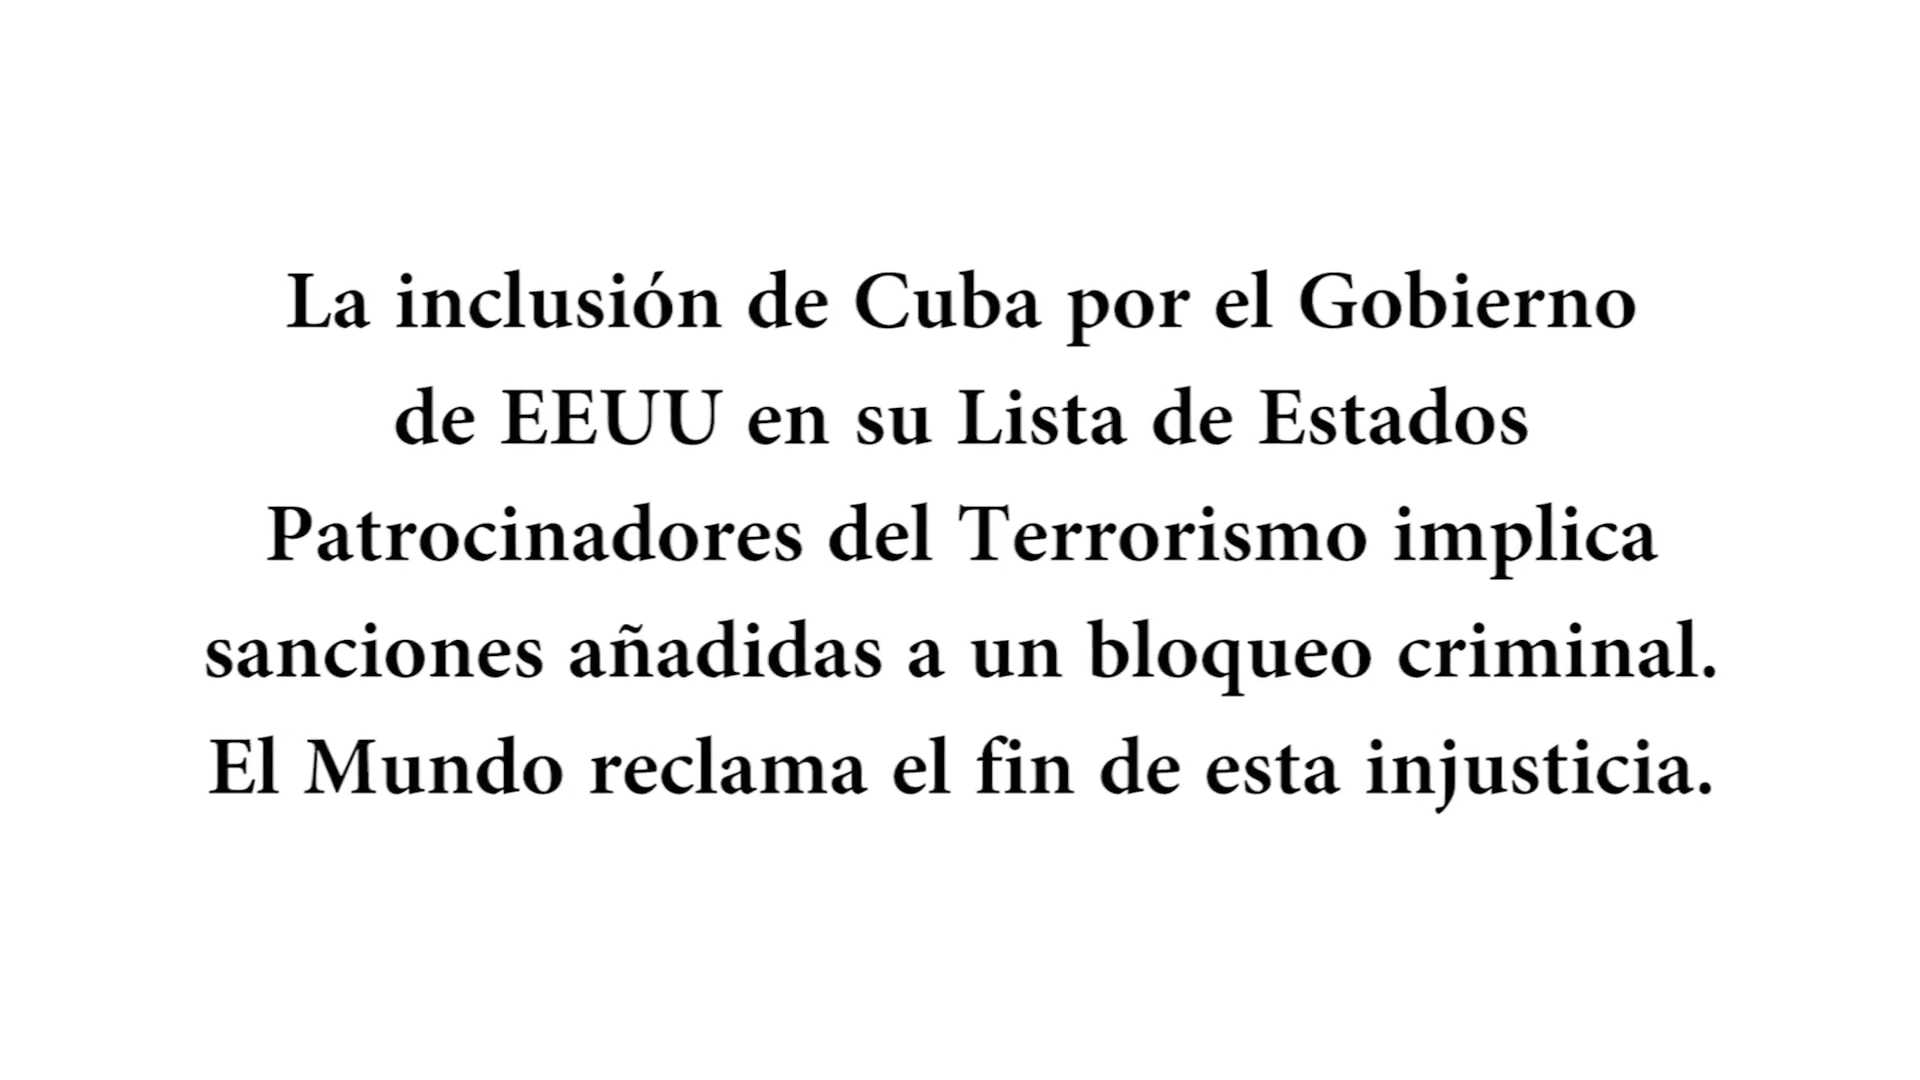 La inclusión de Cuba por el Gobierno
de EEUU en su Lista de Estados
Patrocinadores del Terrorismo implica
sanciones añadidas a un bloqueo criminal.
El Mundo reclama el fin de esta injusticia.